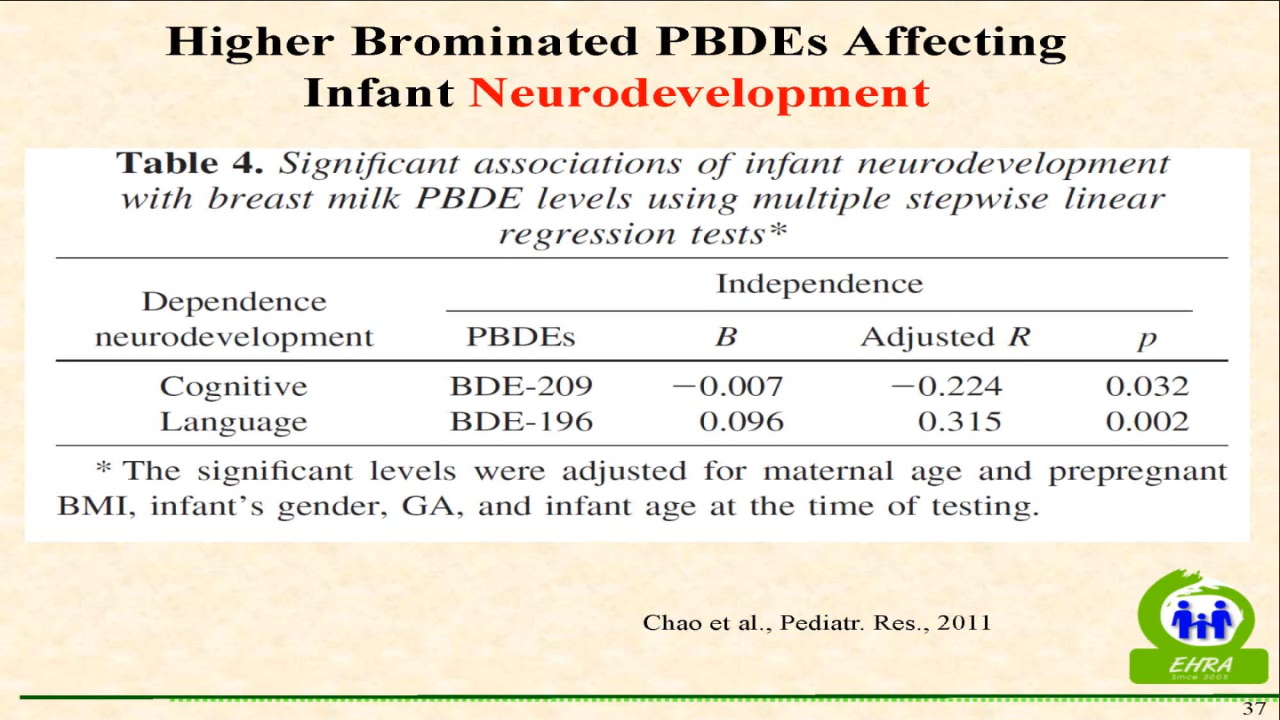 Higher Brominated PBDEs Affecting
Infant Neurodevelopment
Table 4. Significant associations of infant neurodevelopment
with breast milk PBDE levels using multiple stepwise linear
regression tests*
Independence
Dependence
neurodevelopment PBDEs B Adjusted R p
Cognitive BDE-209 −0.007 −0.224 0.032
Language BDE-196 0.096 0.315 0.002
* The significant levels were adjusted for maternal age and prepregnant
BMI, infant's gender, GA, and infant age at the time of testing.
Chao et al., Pediatr. Res., 2011
EHRA
Since 2005
37